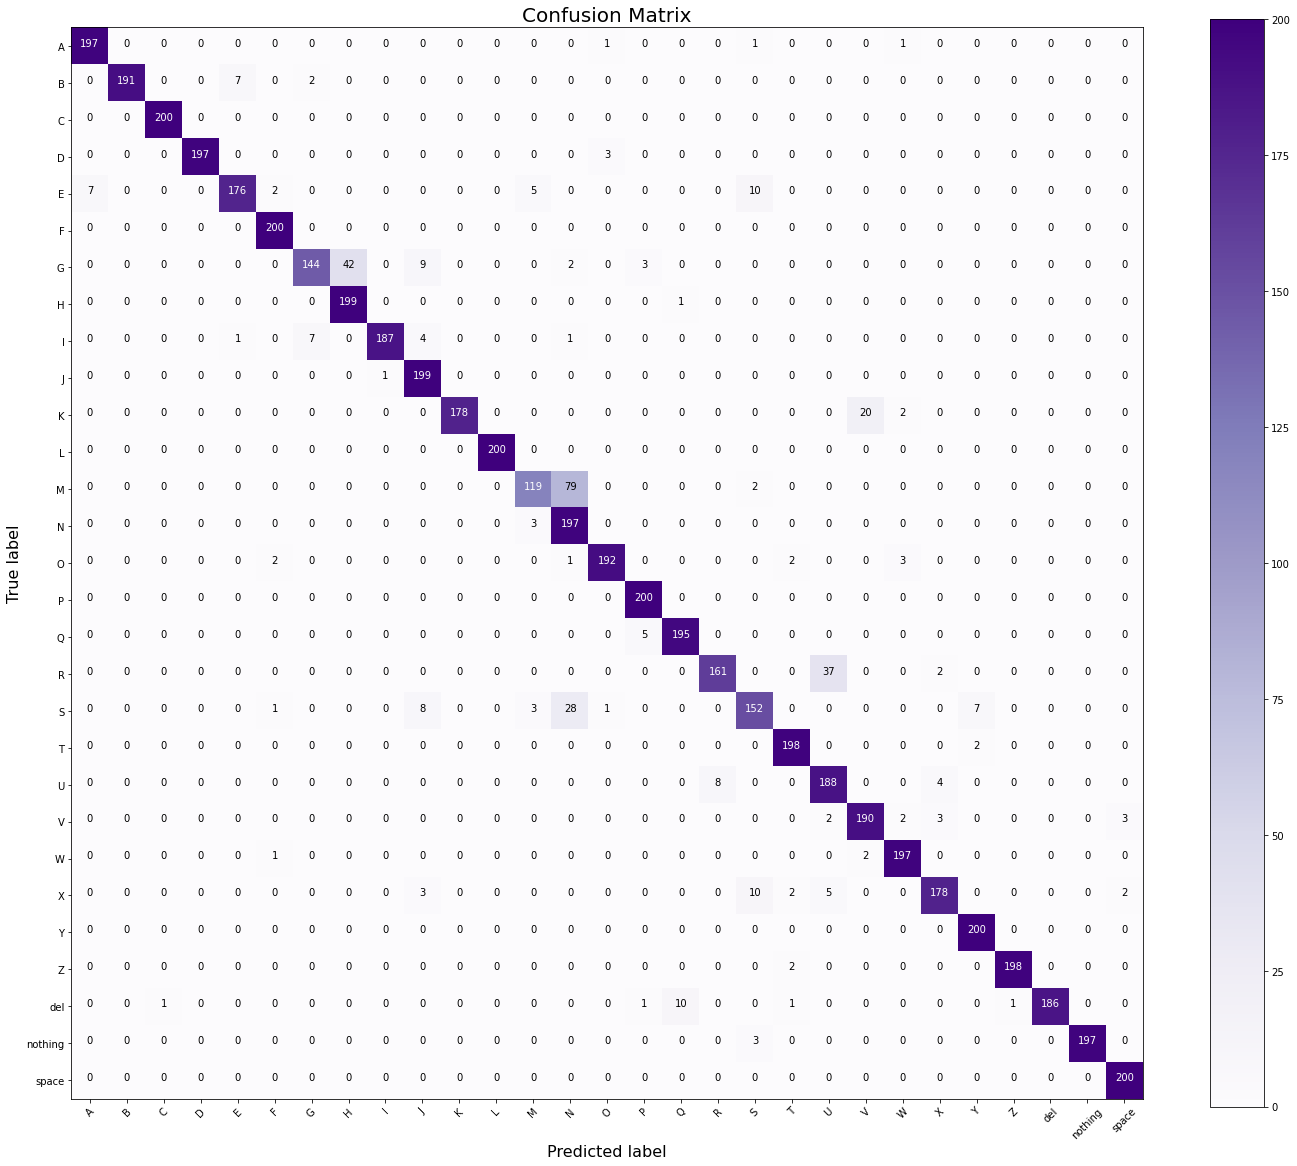 Confusion Matrix
A 197 0 0 0 0 0 0 0 0 0 0 0 0 0 1 0 0 0 1 0 0 0 1 0 0 0 0 0 0
B 0 191 0 0 7 0 2 0 0 0 0 0 0 0 0 0 0 0 0 0 0 0 0 0 0 0 0 0 0
C 0 0 200 0 0 0 0 0 0 0 0 0 0 0 0 0 0 0 0 0 0 0 0 0 0 0 0 0 0
D 0 0 0 197 0 0 0 0 0 0 0 0 0 0 3 0 0 0 0 0 0 0 0 0 0 0 0 0 0
E 7 0 0 0 176 2 0 0 0 0 0 0 5 0 0 0 0 0 10 0 0 0 0 0 0 0 0 0 0
F 0 0 0 0 0 200 0 0 0 0 0 0 0 0 0 0 0 0 0 0 0 0 0 0 0 0 0 0 0
G 0 0 0 0 0 0 144 42 0 9 0 0 0 2 0 3 0 0 0 0 0 0 0 0 0 0 0 0 0
H 0 0 0 0 0 0 0 199 0 0 0 0 0 0 0 0 1 0 0 0 0 0 0 0 0 0 0 0 0
I 0 0 0 0 1 0 7 0 187 4 0 0 0 1 0 0 0 0 0 0 0 0 0 0 0 0 0 0 0
J 0 0 0 0 0 0 0 0 1 199 0 0 0 0 0 0 0 0 0 0 0 0 0 0 0 0 0 0 0
K 0 0 0 0 0 0 0 0 0 0 178 0 0 0 0 0 0 0 0 0 0 20 2 0 0 0 0 0 0
L 0 0 0 0 0 0 0 0 0 0 0 200 0 0 0 0 0 0 0 0 0 0 0 0 0 0 0 0 0
M 0 0 0 0 0 0 0 0 0 0 0 0 119 79 0 0 0 0 2 0 0 0 0 0 0 0 0 0 0
N 0 0 0 0 0 0 0 0 0 0 0 0 3 197 0 0 0 0 0 0 0 0 0 0 0 0 0 0 0
O 0 0 0 0 0 2 0 0 0 0 0 0 0 1 192 0 0 0 0 2 0 0 3 0 0 0 0 0 0
P 0 0 0 0 0 0 0 0 0 0 0 0 0 0 0 200 0 0 0 0 0 0 0 0 0 0 0 0 0
Q 0 0 0 0 0 0 0 0 0 0 0 0 0 0 0 5 195 0 0 0 0 0 0 0 0 0 0 0 0
R 0 0 0 0 0 0 0 0 0 0 0 0 0 0 0 0 0 161 0 0 37 0 0 2 0 0 0 0 0
S 0 0 0 0 0 1 0 0 0 8 0 0 3 28 1 0 0 0 152 0 0 0 0 0 7 0 0 0 0
T 0 0 0 0 0 0 0 0 0 0 0 0 0 0 0 0 0 0 0 198 0 0 0 0 2 0 0 0 0
U 0 0 0 0 0 0 0 0 0 0 0 0 0 0 0 0 0 8 0 0 188 0 0 4 0 0 0 0 0
V 0 0 0 0 0 0 0 0 0 0 0 0 0 0 0 0 0 0 0 0 2 190 2 3 0 0 0 0 3
W 0 0 0 0 0 1 0 0 0 0 0 0 0 0 0 0 0 0 0 0 0 2 197 0 0 0 0 0 0
X 0 0 0 0 0 0 0 0 0 3 0 0 0 0 0 0 0 0 10 2 5 0 0 178 0 0 0 0 2
Y 0 0 0 0 0 0 0 0 0 0 0 0 0 0 0 0 0 0 0 0 0 0 0 0 200 0 0 0 0
Z 0 0 0 0 0 0 0 0 0 0 0 0 0 0 0 0 0 0 0 2 0 0 0 0 0 198 0 0 0
del 0 0 1 0 0 0 0 0 0 0 0 0 0 0 0 1 10 0 0 1 0 0 0 0 0 1 186 0 0
nothing 0 0 0 0 0 0 0 0 0 0 0 0 0 0 0 0 0 0 3 0 0 0 0 0 0 0 0 197 0
space 0 0 0 0 0 0 0 0 0 0 0 0 0 0 0 0 0 0 0 0 0 0 0 0 0 0 0 0 200
A B C D E F G H I J K L M N O P Q R S T U V W X Y Z del nothing space
Predicted label
True label
200
175
150
125
100
75
50
25
0